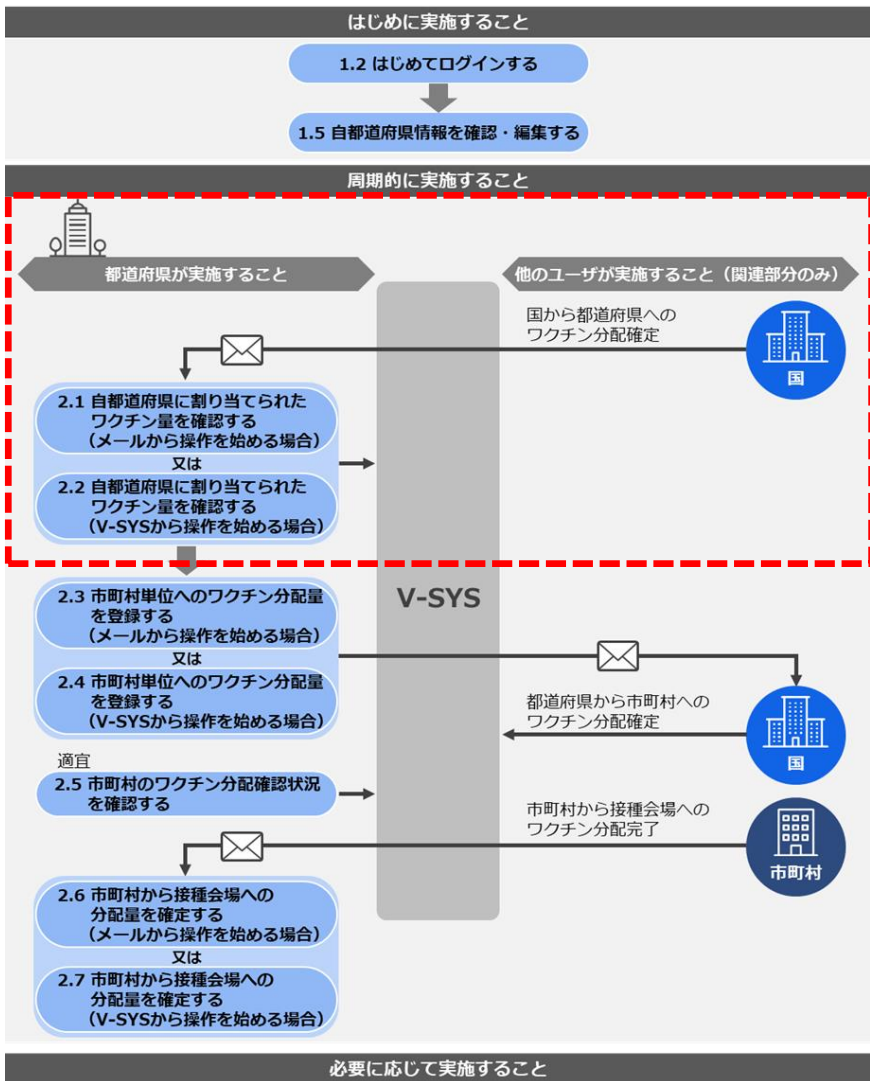 はじめに実施すること
1.2 はじめてログインする
1.5 自都道府県情報を確認・編集する
周期的に実施すること
都道府県が実施すること
他のユーザが実施すること（関連部分のみ）
国から都道府県への
ワクチン分配確定
国
2.1 自都道府県に割り当てられた
ワクチン量を確認する
（メールから操作を始める場合）
又は
2.2 自都道府県に割り当てられた
ワクチン量を確認する
（V-SYSから操作を始める場合）
V-SYS
2.3 市町村単位へのワクチン分配量
を登録する
（メールから操作を始める場合）
又は
2.4 市町村単位へのワクチン分配量
を登録する
（V-SYSから操作を始める場合）
都道府県から市町村への
ワクチン分配確定
国
適宜
2.5 市町村のワクチン分配確認状況
を確認する
市町村から接種会場への
ワクチン分配完了
市町村
2.6 市町村から接種会場への
分配量を確定する
（メールから操作を始める場合）
又は
2.7 市町村から接種会場への
分配量を確定する
（V-SYSから操作を始める場合）
必要に応じて実施すること